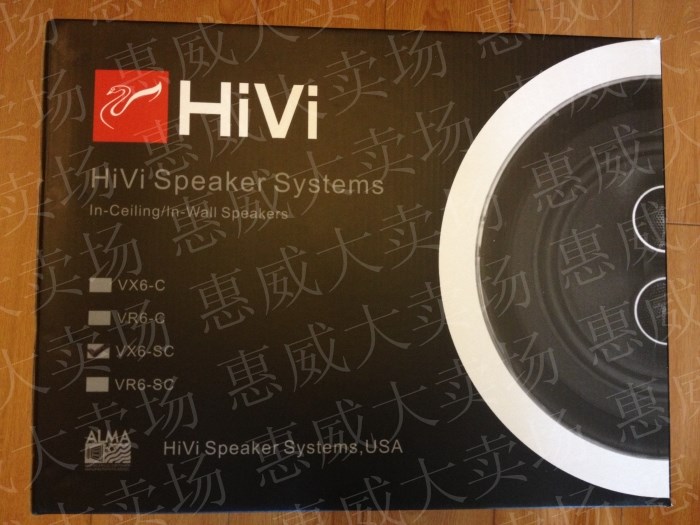 HiVi
HiVi Speaker Systems
In-Ceiling/In-Wall Speakers
VX6-C
VR6-C
VX6-SC
VR6-SC
ALMA
HiVi Speaker Systems,USA
惠威大卖场